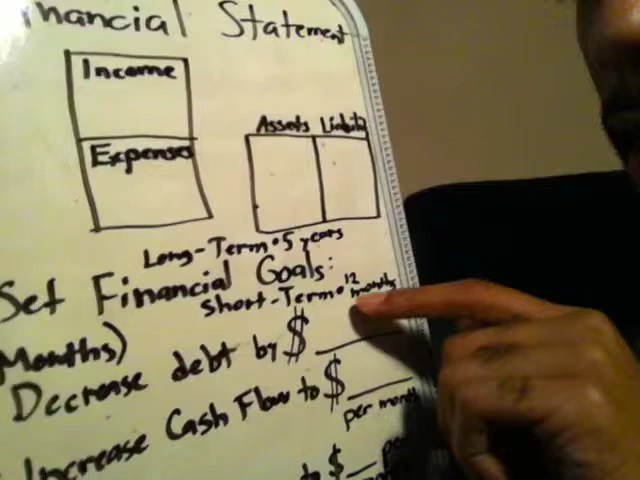 nancial Statement
Income
Expenses
Assets Liabilit
Long-Term • 5 years
Set Financial Goals:
Short-Term • 12 months
Months)
Decrease debt by $
Increase Cash Flow to $
per month
to $